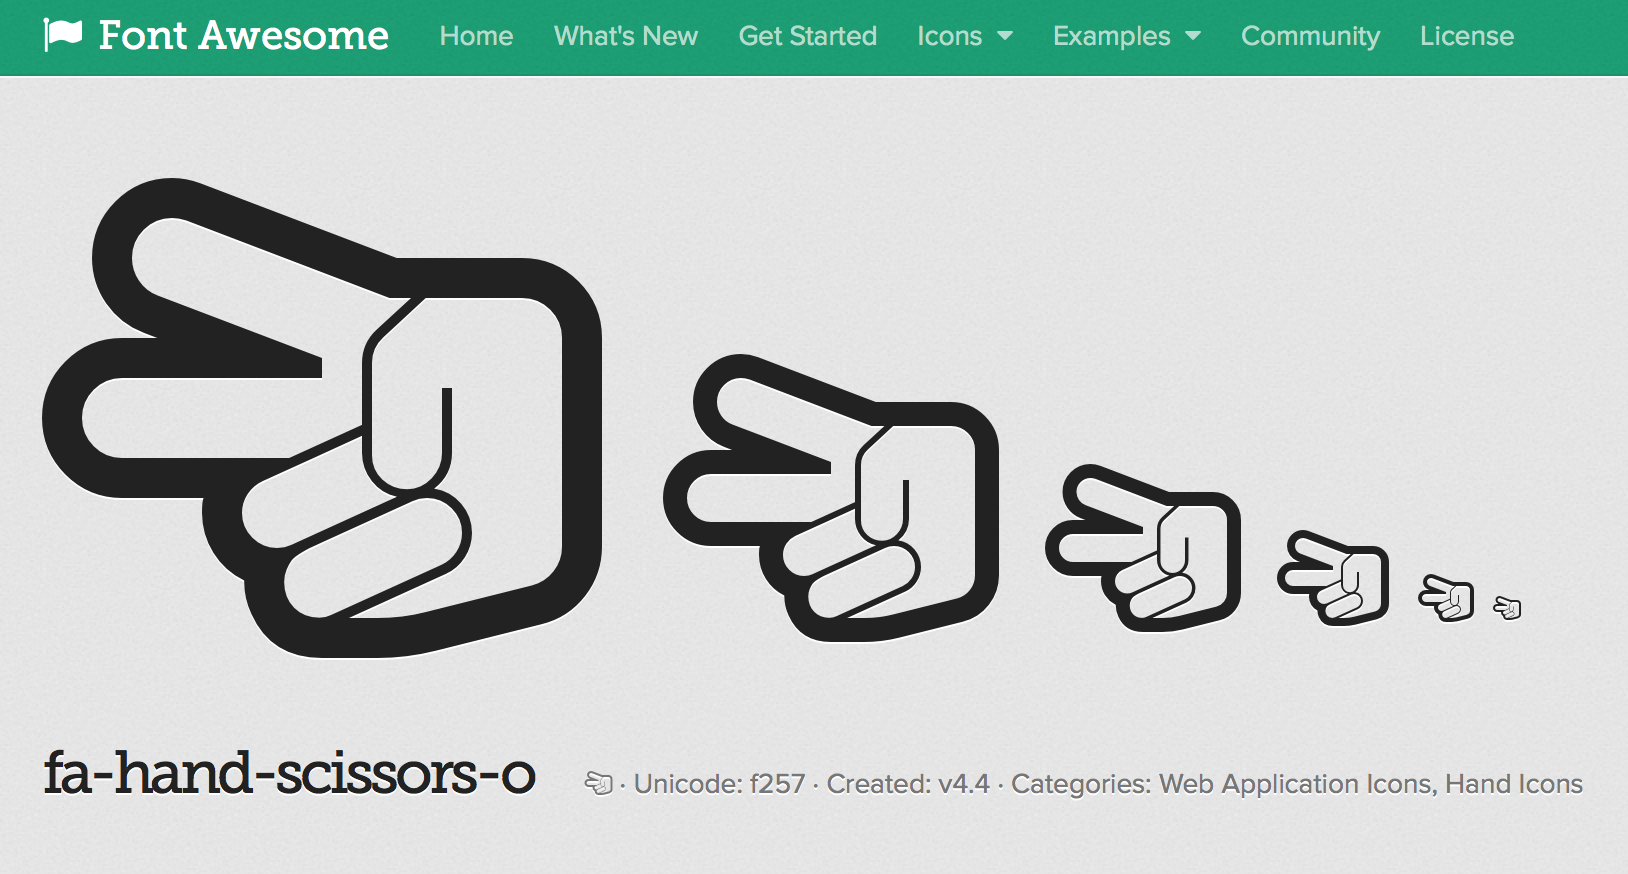 Font Awesome Home What's New Get Started Icons Examples Community License
fa-hand-scissors-o · Unicode: f257 · Created: v4.4 · Categories: Web Application Icons, Hand Icons